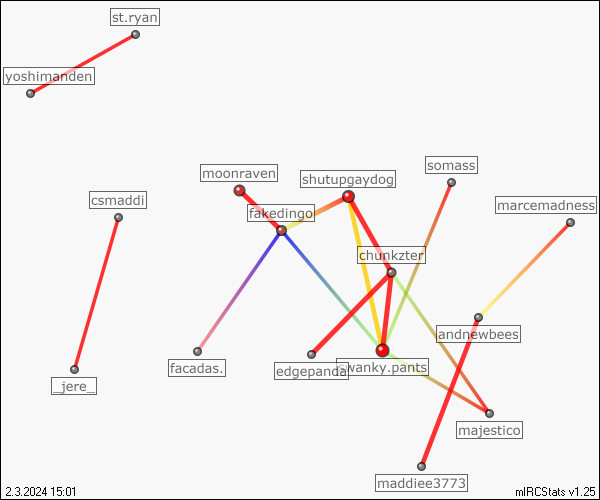 st.ryan
yoshimanden
somass
moonraven
shutupgaydog
csmaddi
marcemadness
fakedingo
chunkzter
andnewbees
facadas.
edgepanda
wanky.pants
_jere_
majestico
maddiee3773
2.3.2024 15:01
mIRCStats v1.25